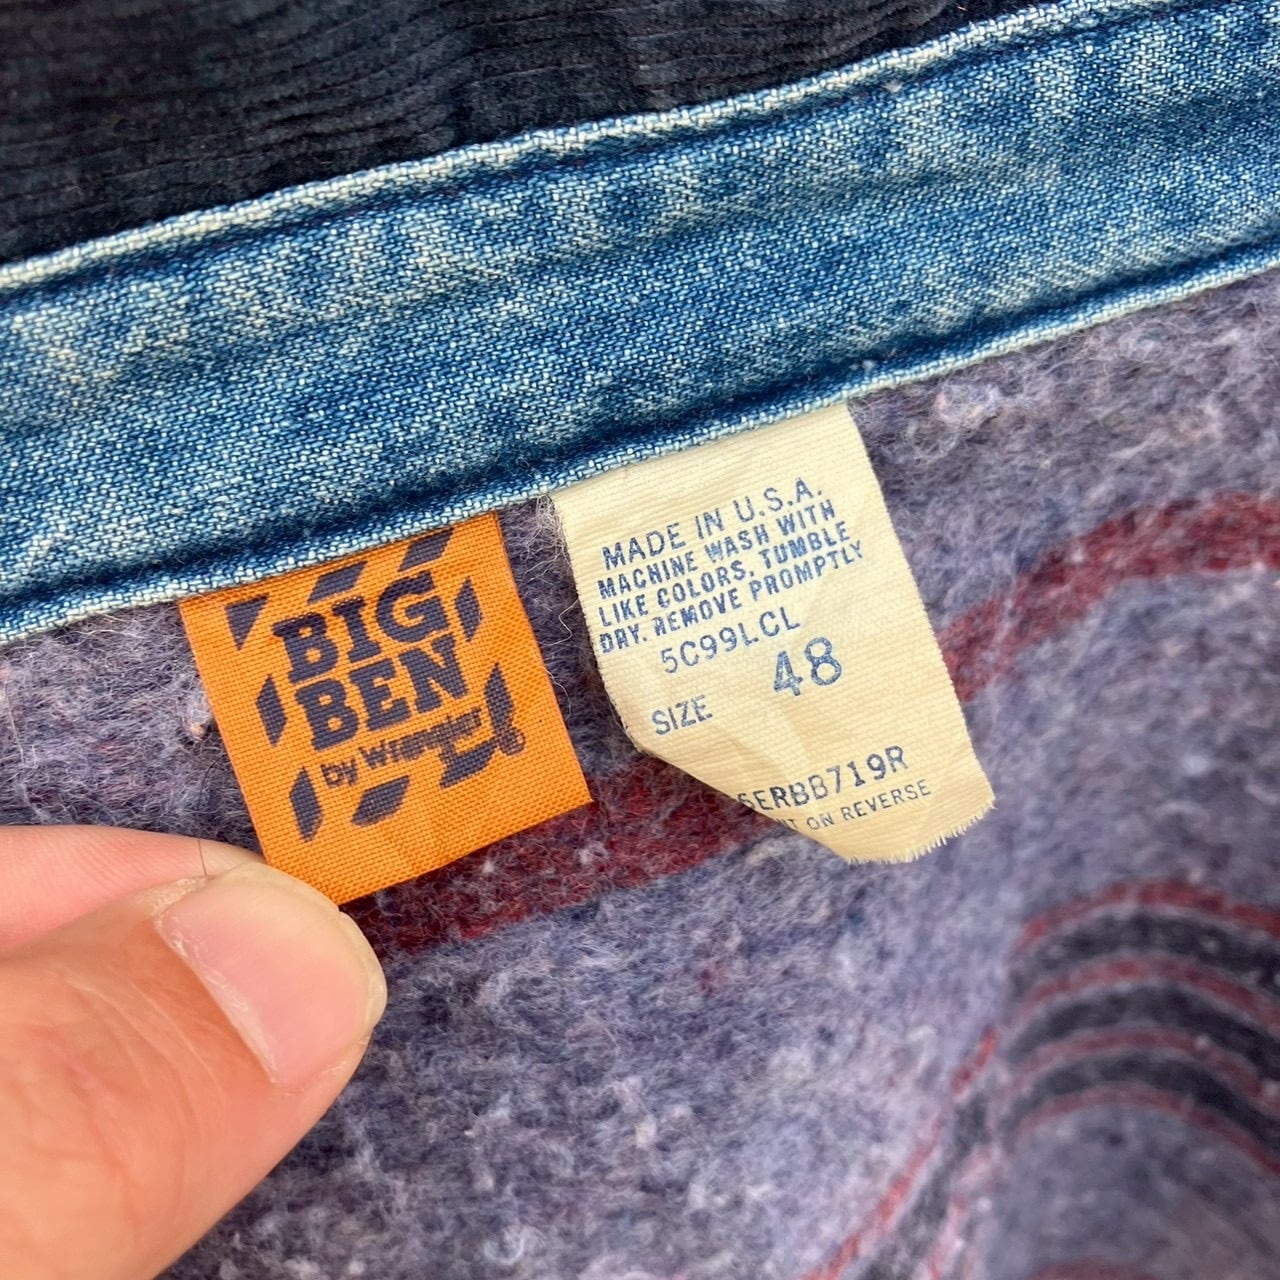 BIG
BEN
by Wrangler
®
MADE IN U.S.A.
MACHINE WASH WITH
LIKE COLORS, TUMBLE
DRY. REMOVE PROMPTLY
5C99LCL
SIZE 48
ON REVERSE